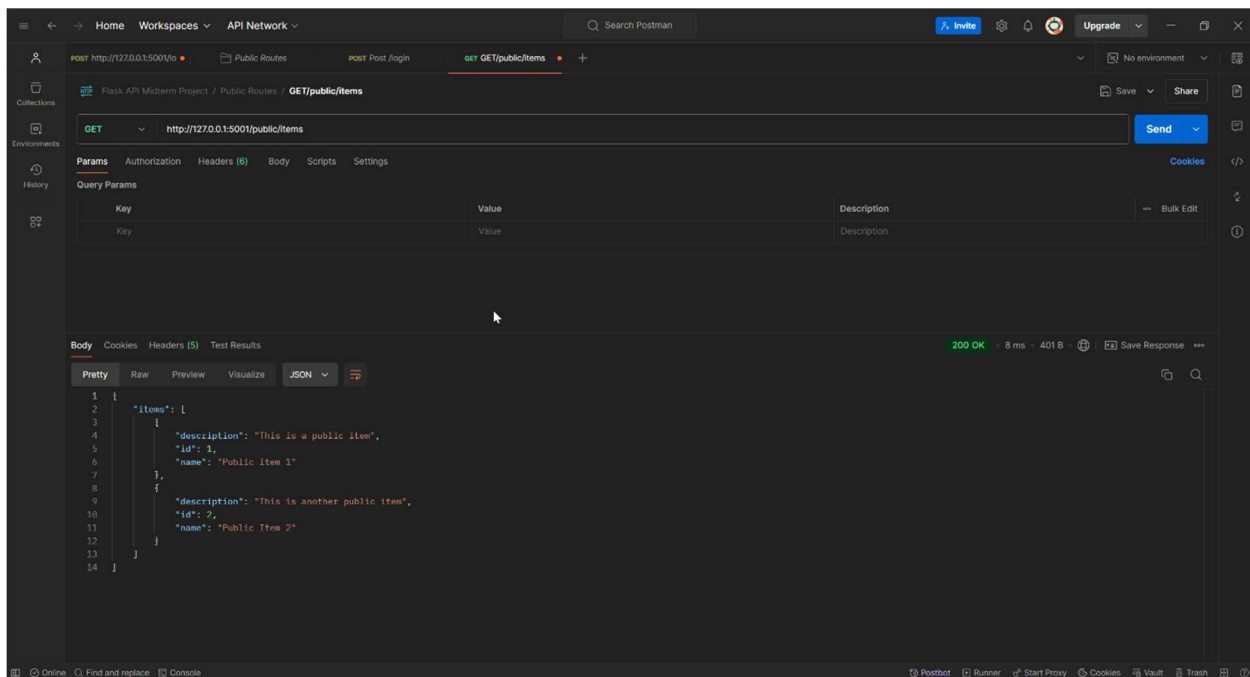 Home Workspaces API Network Search Postman Invite Upgrade
POST http://127.0.0.1:5001/lo Public Routes POST Post /login GET GET/public/items No environment
Collections
Environments
History
Flask API Midterm Project / Public Routes / GET/public/items Save Share
GET http://127.0.0.1:5001/public/items Send
Params Authorization Headers (6) Body Scripts Settings Cookies
Query Params
Key Value Description Bulk Edit
Key Value Description
Body Cookies Headers (5) Test Results 200 OK 8 ms 401 B Save Response
Pretty Raw Preview Visualize JSON
1 {
2 "items": [
3 {
4 "description": "This is a public item",
5 "id": 1,
6 "name": "Public Item 1"
7 },
8 {
9 "description": "This is another public item",
10 "id": 2,
11 "name": "Public Item 2"
12 }
13 ]
14 }
Online Find and replace Console Postbot Runner Start Proxy Cookies Vault Trash